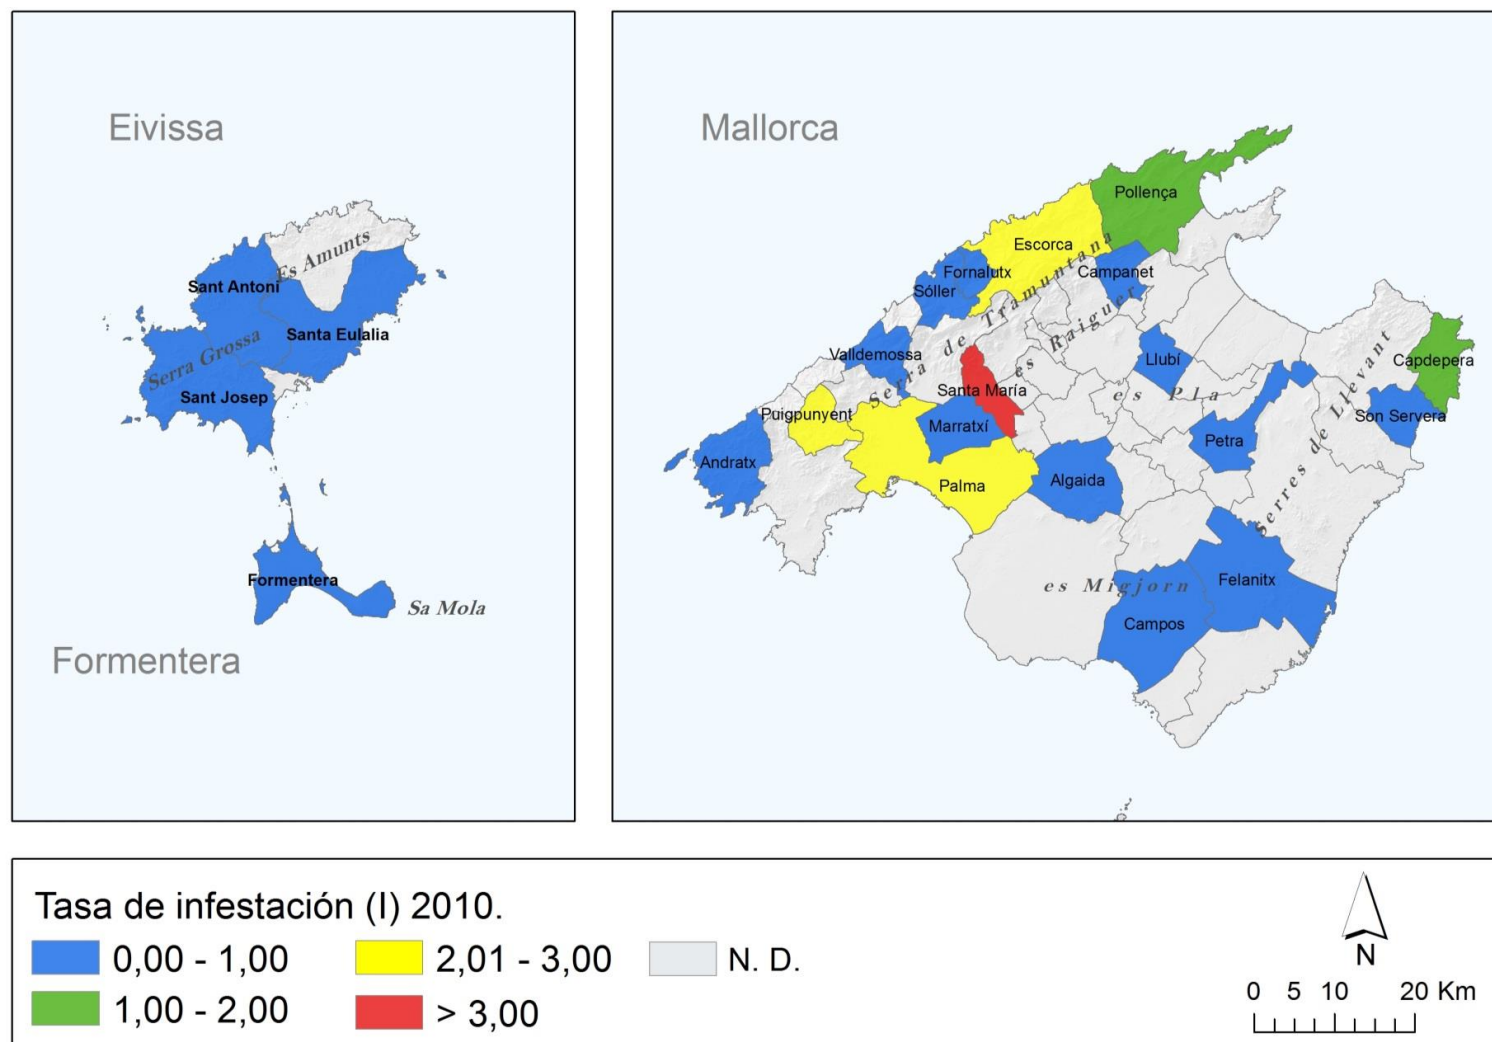 Eivissa
Es Amunts
Sant Antoni
Santa Eulalia
Serra Grossa
Sant Josep
Formentera
Sa Mola
Formentera
Mallorca
Pollença
Escorca
Fornalutx
Campanet
Sóller
Serra de Tramuntana
es Raiguer
Valldemossa
Llubí
Capdepera
Santa María
es Pla
Serres de Llevant
Puigpunyent
Son Servera
Marratxí
Petra
Andratx
Algaida
Palma
es Migjorn
Felanitx
Campos
Tasa de infestación (I) 2010.
0,00 - 1,00
2,01 - 3,00
N. D.
1,00 - 2,00
> 3,00
N
0 5 10 20 Km